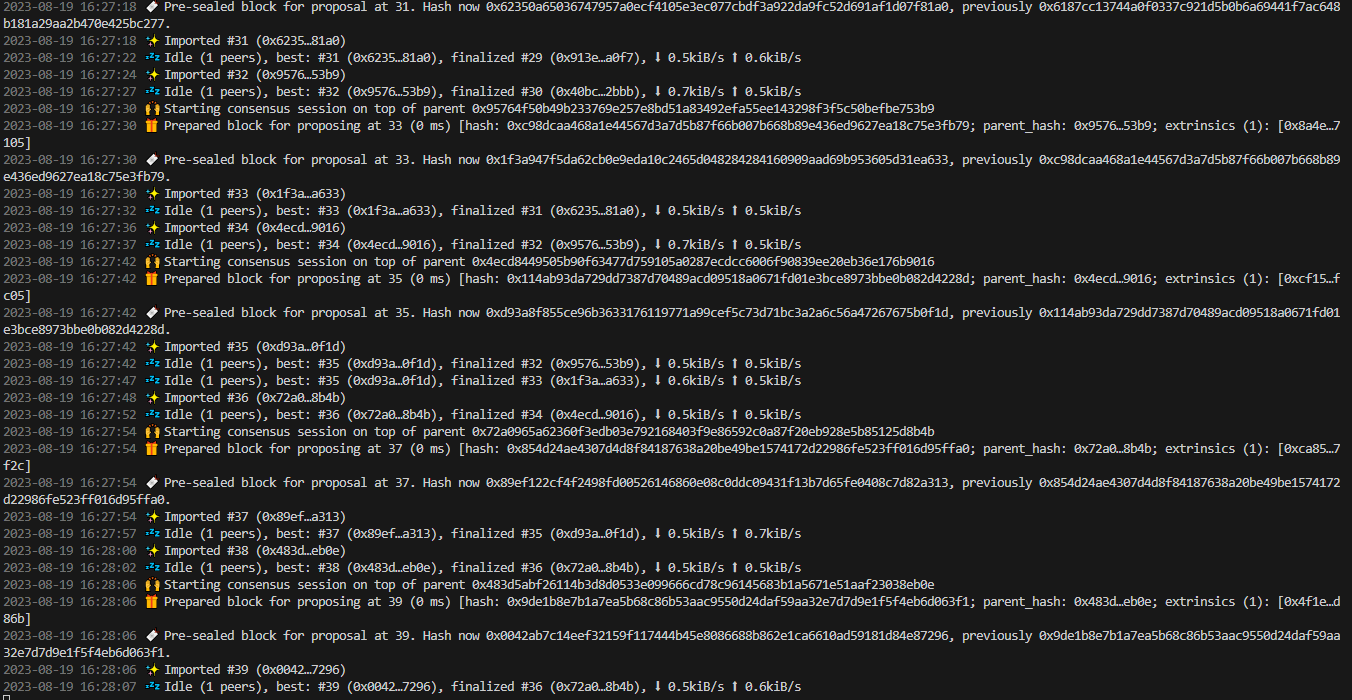 2023-08-19 16:27:18 🔖 Pre-sealed block for proposal at 31. Hash now 0x62350a65036747957a0ecf4105e3ec077cbdf3a922da9fc52d691af1d07f81a0, previously 0x6187cc13744a0f0337c921d5b0b6a69441f7ac648
b181a29aa2b470e425bc277.
2023-08-19 16:27:18 ✨ Imported #31 (0x6235…81a0)
2023-08-19 16:27:22 💤 Idle (1 peers), best: #31 (0x6235…81a0), finalized #29 (0x913e…a0f7), ⬇ 0.5kiB/s ⬆ 0.6kiB/s
2023-08-19 16:27:24 ✨ Imported #32 (0x9576…53b9)
2023-08-19 16:27:27 💤 Idle (1 peers), best: #32 (0x9576…53b9), finalized #30 (0x40bc…2bbb), ⬇ 0.7kiB/s ⬆ 0.5kiB/s
2023-08-19 16:27:30 🙌 Starting consensus session on top of parent 0x95764f50b49b233769e257e8bd51a83492efa55ee143298f3f5c50befbe753b9
2023-08-19 16:27:30 🎁 Prepared block for proposing at 33 (0 ms) [hash: 0xc98dcaa468a1e44567d3a7d5b87f66b007b668b89e436ed9627ea18c75e3fb79; parent_hash: 0x9576…53b9; extrinsics (1): [0x8a4e…7
105]
2023-08-19 16:27:30 🔖 Pre-sealed block for proposal at 33. Hash now 0x1f3a947f5da62cb0e9eda10c2465d048284284160909aad69b953605d31ea633, previously 0xc98dcaa468a1e44567d3a7d5b87f66b007b668b89
e436ed9627ea18c75e3fb79.
2023-08-19 16:27:30 ✨ Imported #33 (0x1f3a…a633)
2023-08-19 16:27:32 💤 Idle (1 peers), best: #33 (0x1f3a…a633), finalized #31 (0x6235…81a0), ⬇ 0.5kiB/s ⬆ 0.5kiB/s
2023-08-19 16:27:36 ✨ Imported #34 (0x4ecd…9016)
2023-08-19 16:27:37 💤 Idle (1 peers), best: #34 (0x4ecd…9016), finalized #32 (0x9576…53b9), ⬇ 0.7kiB/s ⬆ 0.5kiB/s
2023-08-19 16:27:42 🙌 Starting consensus session on top of parent 0x4ecd8449505b90f63477d759105a0287ecdcc6006f90839ee20eb36e176b9016
2023-08-19 16:27:42 🎁 Prepared block for proposing at 35 (0 ms) [hash: 0x114ab93da729dd7387d70489acd09518a0671fd01e3bce8973bbe0b082d4228d; parent_hash: 0x4ecd…9016; extrinsics (1): [0xcf15…f
c05]
2023-08-19 16:27:42 🔖 Pre-sealed block for proposal at 35. Hash now 0xd93a8f855ce96b3633176119771a99cef5c73d71bc3a2a6c56a47267675b0f1d, previously 0x114ab93da729dd7387d70489acd09518a0671fd01
e3bce8973bbe0b082d4228d.
2023-08-19 16:27:42 ✨ Imported #35 (0xd93a…0f1d)
2023-08-19 16:27:42 💤 Idle (1 peers), best: #35 (0xd93a…0f1d), finalized #32 (0x9576…53b9), ⬇ 0.5kiB/s ⬆ 0.5kiB/s
2023-08-19 16:27:47 💤 Idle (1 peers), best: #35 (0xd93a…0f1d), finalized #33 (0x1f3a…a633), ⬇ 0.6kiB/s ⬆ 0.5kiB/s
2023-08-19 16:27:48 ✨ Imported #36 (0x72a0…8b4b)
2023-08-19 16:27:52 💤 Idle (1 peers), best: #36 (0x72a0…8b4b), finalized #34 (0x4ecd…9016), ⬇ 0.5kiB/s ⬆ 0.5kiB/s
2023-08-19 16:27:54 🙌 Starting consensus session on top of parent 0x72a0965a62360f3edb03e792168403f9e86592c0a87f20eb928e5b85125d8b4b
2023-08-19 16:27:54 🎁 Prepared block for proposing at 37 (0 ms) [hash: 0x854d24ae4307d4d8f84187638a20be49be1574172d22986fe523ff016d95ffa0; parent_hash: 0x72a0…8b4b; extrinsics (1): [0xca85…7
f2c]
2023-08-19 16:27:54 🔖 Pre-sealed block for proposal at 37. Hash now 0x89ef122cf4f2498fd00526146860e08c0ddc09431f13b7d65fe0408c7d82a313, previously 0x854d24ae4307d4d8f84187638a20be49be1574172
d22986fe523ff016d95ffa0.
2023-08-19 16:27:54 ✨ Imported #37 (0x89ef…a313)
2023-08-19 16:27:57 💤 Idle (1 peers), best: #37 (0x89ef…a313), finalized #35 (0xd93a…0f1d), ⬇ 0.5kiB/s ⬆ 0.7kiB/s
2023-08-19 16:28:00 ✨ Imported #38 (0x483d…eb0e)
2023-08-19 16:28:02 💤 Idle (1 peers), best: #38 (0x483d…eb0e), finalized #36 (0x72a0…8b4b), ⬇ 0.5kiB/s ⬆ 0.5kiB/s
2023-08-19 16:28:06 🙌 Starting consensus session on top of parent 0x483d5abf26114b3d8d0533e099666cd78c96145683b1a5671e51aaf23038eb0e
2023-08-19 16:28:06 🎁 Prepared block for proposing at 39 (0 ms) [hash: 0x9de1b8e7b1a7ea5b68c86b53aac9550d24daf59aa32e7d7d9e1f5f4eb6d063f1; parent_hash: 0x483d…eb0e; extrinsics (1): [0x4f1e…d
86b]
2023-08-19 16:28:06 🔖 Pre-sealed block for proposal at 39. Hash now 0x0042ab7c14eef32159f117444b45e8086688b862e1ca6610ad59181d84e87296, previously 0x9de1b8e7b1a7ea5b68c86b53aac9550d24daf59aa
32e7d7d9e1f5f4eb6d063f1.
2023-08-19 16:28:06 ✨ Imported #39 (0x0042…7296)
2023-08-19 16:28:07 💤 Idle (1 peers), best: #39 (0x0042…7296), finalized #36 (0x72a0…8b4b), ⬇ 0.5kiB/s ⬆ 0.6kiB/s